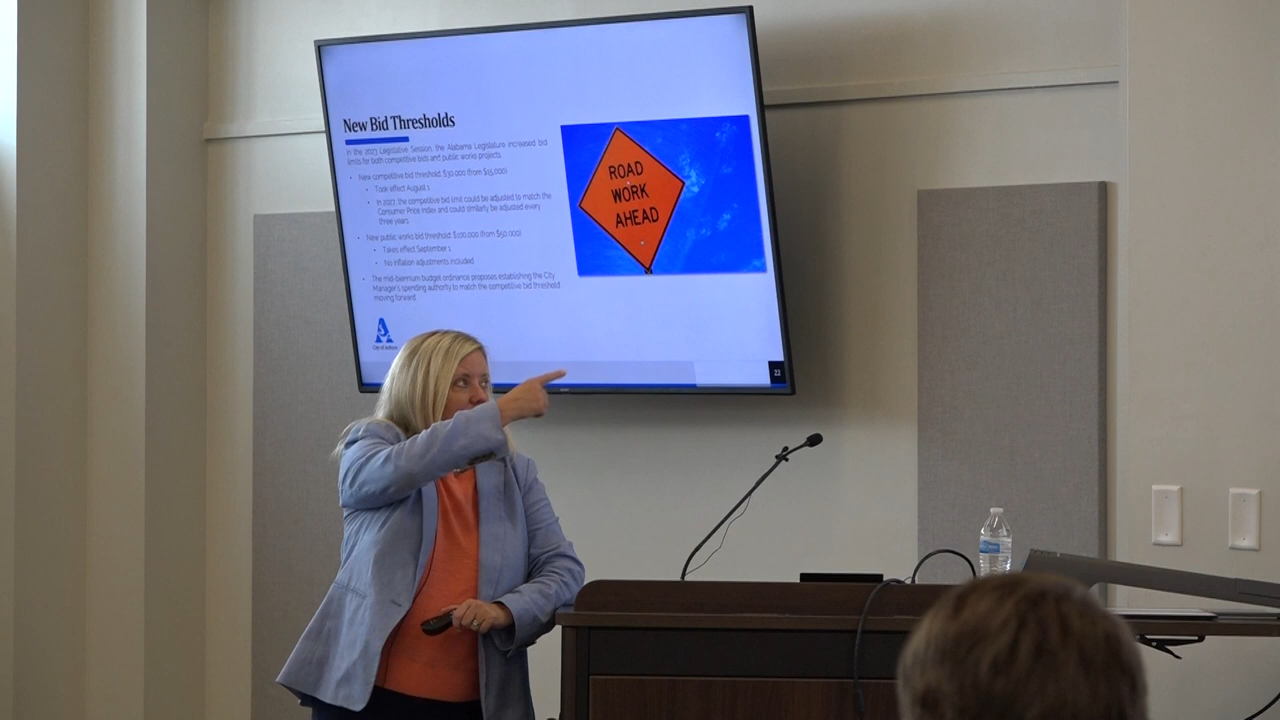 New Bid Thresholds
In the 2023 Legislative Session, the Alabama Legislature increased bid
limits for both competitive bids and public works projects.
• New competitive bid threshold: $30,000 (from $15,000)
• Took effect August 1
• In 2027, the competitive bid limit could be adjusted to match the
Consumer Price Index and could similarly be adjusted every
three years.
• New public works bid threshold: $100,000 (from $50,000)
• Takes effect September 1
• No inflation adjustments included.
• The mid-biennium budget ordinance proposes establishing the City
Manager's spending authority to match the competitive bid threshold
moving forward.
ROAD
WORK
AHEAD
City of Auburn
22